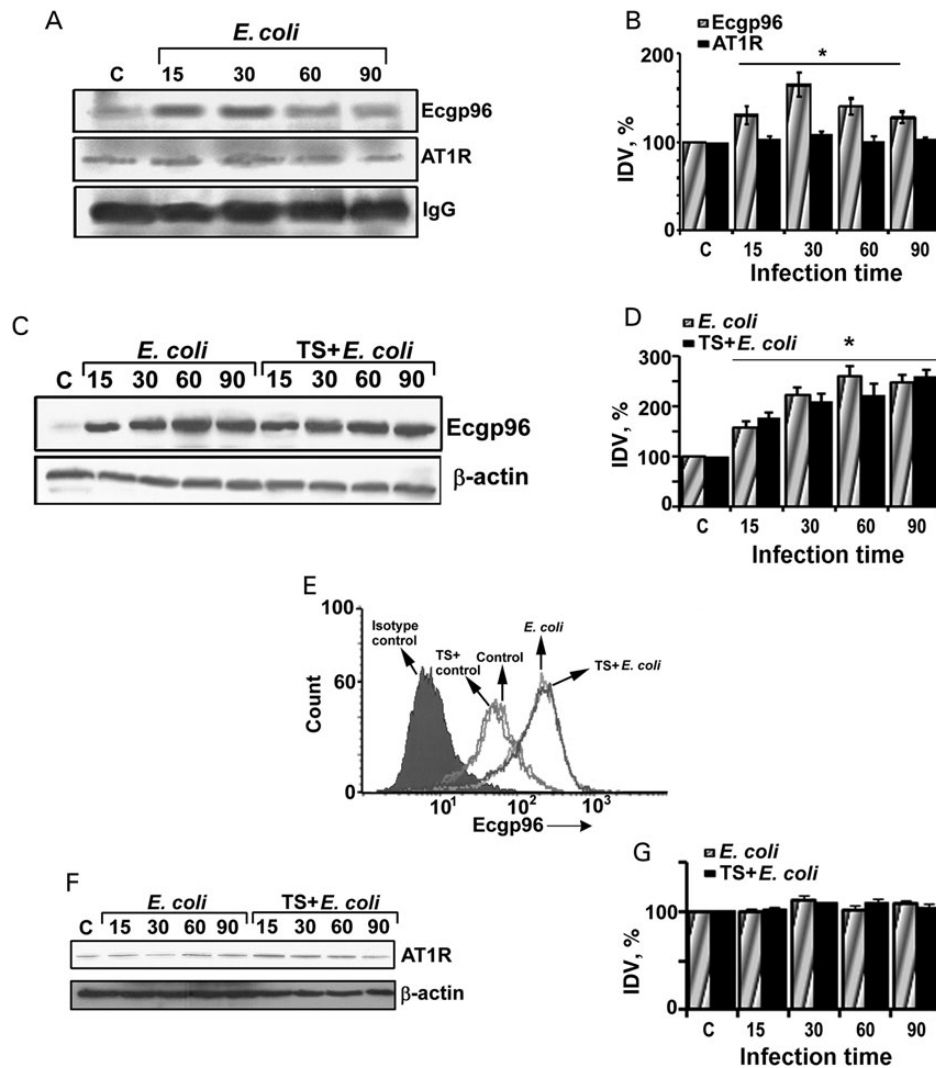 A
E. coli
C 15 30 60 90
Ecgp96
AT1R
IgG
B
Ecgp96
AT1R
*
200
150
100
50
0
IDV, %
C 15 30 60 90
Infection time
C
E. coli TS+E. coli
C 15 30 60 90 15 30 60 90
Ecgp96
β-actin
D
E. coli
TS+E. coli
*
300
200
100
0
IDV, %
C 15 30 60 90
Infection time
E
100
60
0
Count
Isotype
control
TS+
control
Control
E. coli
TS+E. coli
10¹ 10² 10³
Ecgp96
F
E. coli TS+E. coli
C 15 30 60 90 15 30 60 90
AT1R
β-actin
G
E. coli
TS+E. coli
100
0
IDV, %
C 15 30 60 90
Infection time